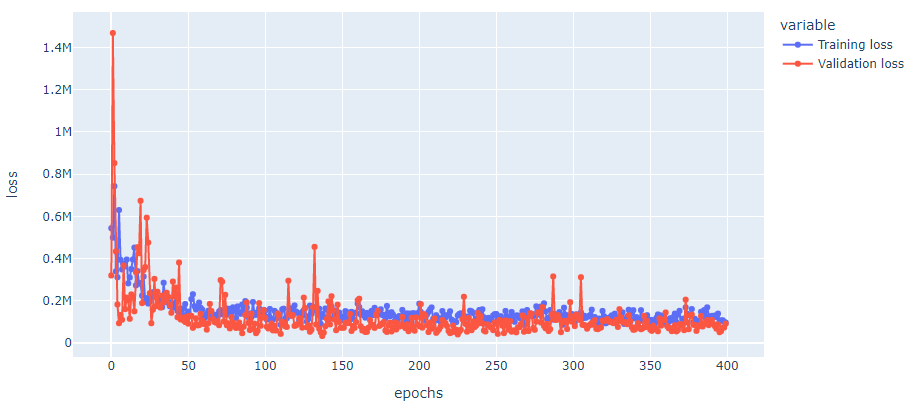 variable
Training loss
Validation loss
loss
1.4M
1.2M
1M
0.8M
0.6M
0.4M
0.2M
0
0 50 100 150 200 250 300 350 400
epochs